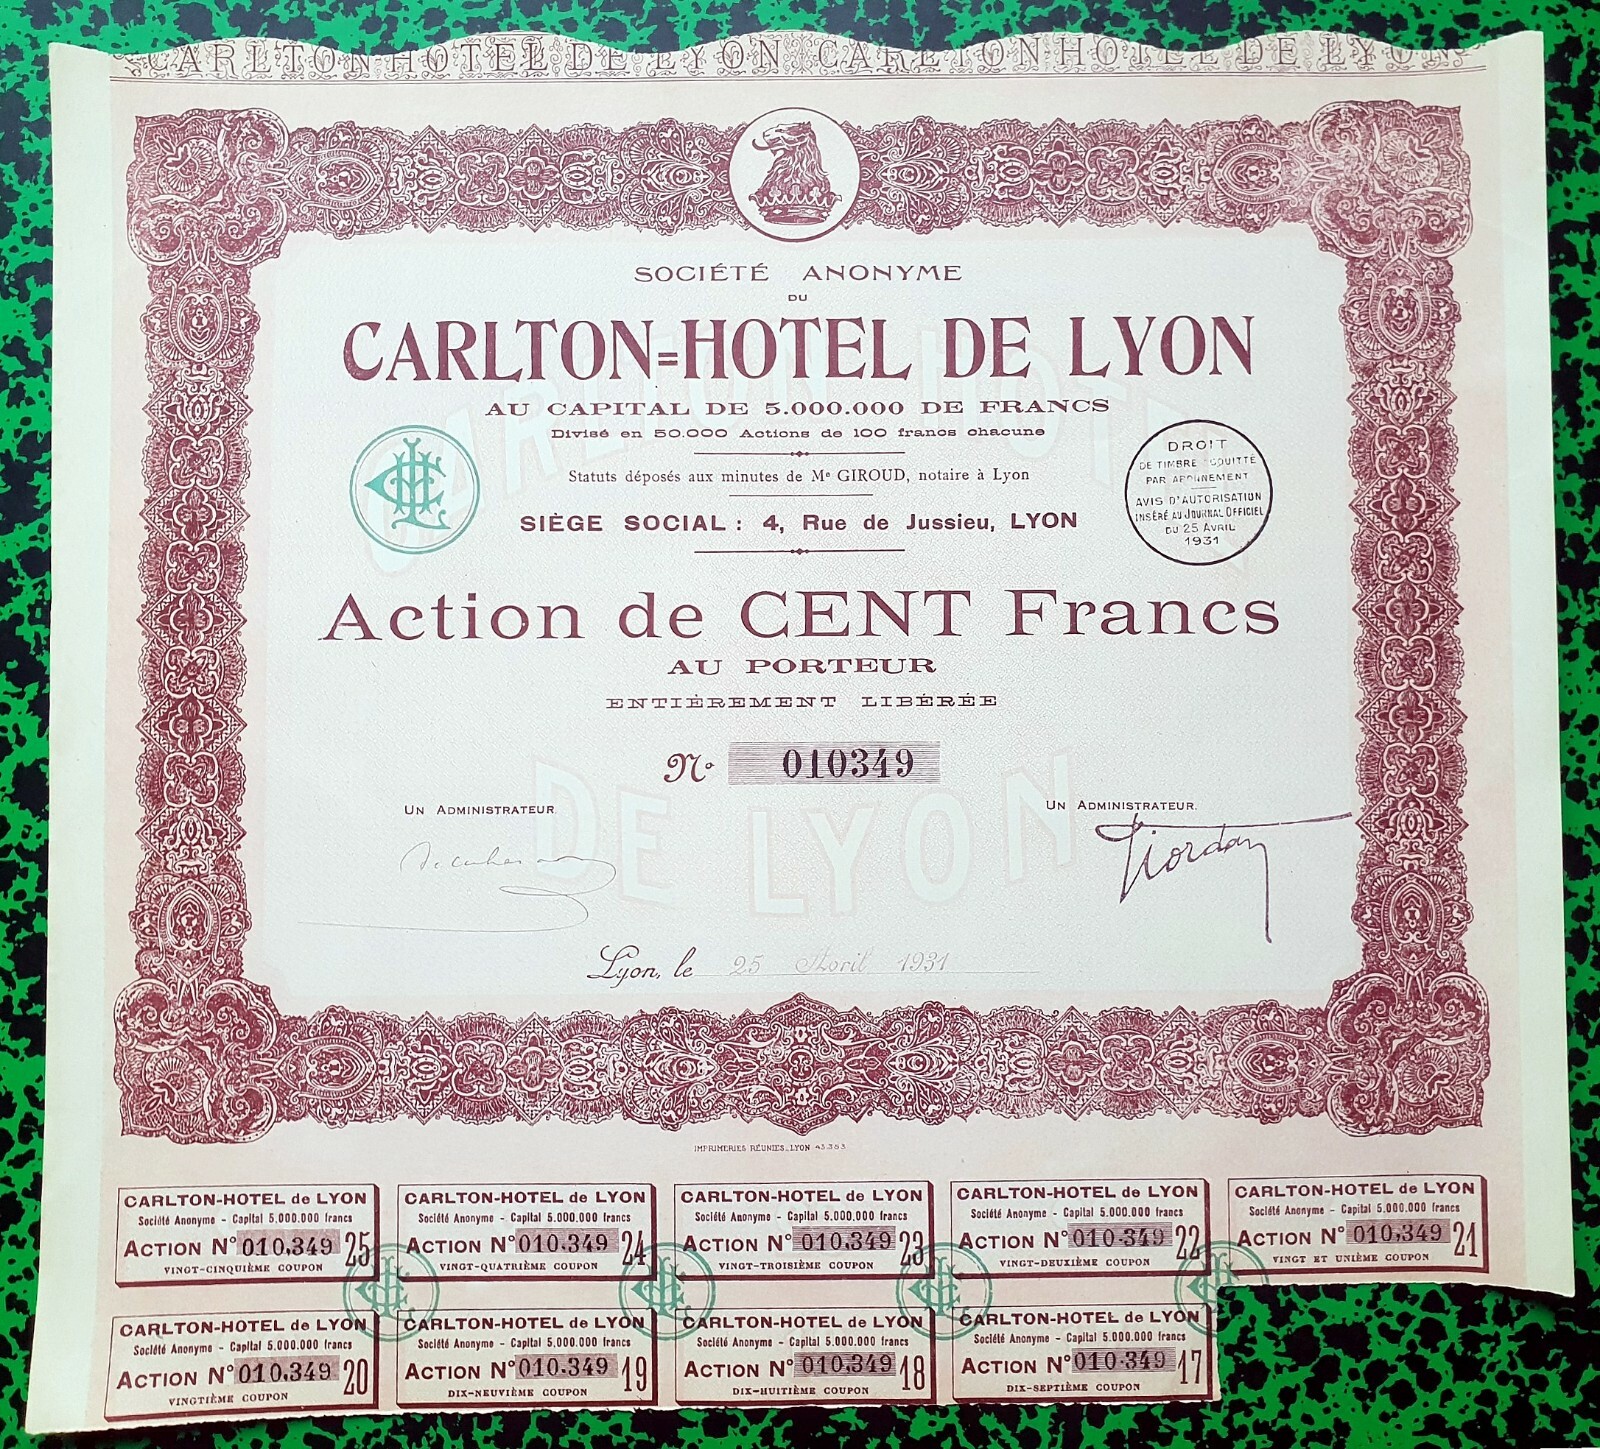 CARLTON HOTEL DE LYON CARLTON HOTEL DE LYON
SOCIÉTÉ ANONYME
DU
CARLTON=HOTEL DE LYON
AU CAPITAL DE 5.000.000 DE FRANCS
Divisé en 50.000 Actions de 100 francs chacune
Statuts déposés aux minutes de Me GIROUD, notaire à Lyon
SIÈGE SOCIAL : 4, Rue de Jussieu, LYON
DROIT
DE TIMBRE ACQUITTÉ
PAR ABONNEMENT
AVIS D'AUTORISATION
INSÉRÉ AU JOURNAL OFFICIEL
DU 25 AVRIL
1931
Action de CENT Francs
AU PORTEUR
ENTIÈREMENT LIBÉRÉE
No 010349
UN ADMINISTRATEUR.
UN ADMINISTRATEUR.
CARLTON HOTEL
DE LYON
Lyon, le 25 Avril 1931
IMPRIMERIES RÉUNIES_LYON 45.363
CARLTON-HOTEL de LYON
Société Anonyme - Capital 5.000.000 francs
ACTION N° 010.349 25
VINGT-CINQUIÈME COUPON
CARLTON-HOTEL de LYON
Société Anonyme - Capital 5.000.000 francs
ACTION N° 010.349 24
VINGT-QUATRIÈME COUPON
CARLTON-HOTEL de LYON
Société Anonyme - Capital 5.000.000 francs
ACTION N° 010.349 23
VINGT-TROISIÈME COUPON
CARLTON-HOTEL de LYON
Société Anonyme - Capital 5.000.000 francs
ACTION N° 010.349 22
VINGT-DEUXIÈME COUPON
CARLTON-HOTEL de LYON
Société Anonyme - Capital 5.000.000 francs
ACTION N° 010.349 21
VINGT ET UNIÈME COUPON
CARLTON-HOTEL de LYON
Société Anonyme - Capital 5.000.000 francs
ACTION N° 010.349 20
VINGTIÈME COUPON
CARLTON-HOTEL de LYON
Société Anonyme - Capital 5.000.000 francs
ACTION N° 010.349 19
DIX-NEUVIÈME COUPON
CARLTON-HOTEL de LYON
Société Anonyme - Capital 5.000.000 francs
ACTION N° 010.349 18
DIX-HUITIÈME COUPON
CARLTON-HOTEL de LYON
Société Anonyme - Capital 5.000.000 francs
ACTION N° 010.349 17
DIX-SEPTIÈME COUPON